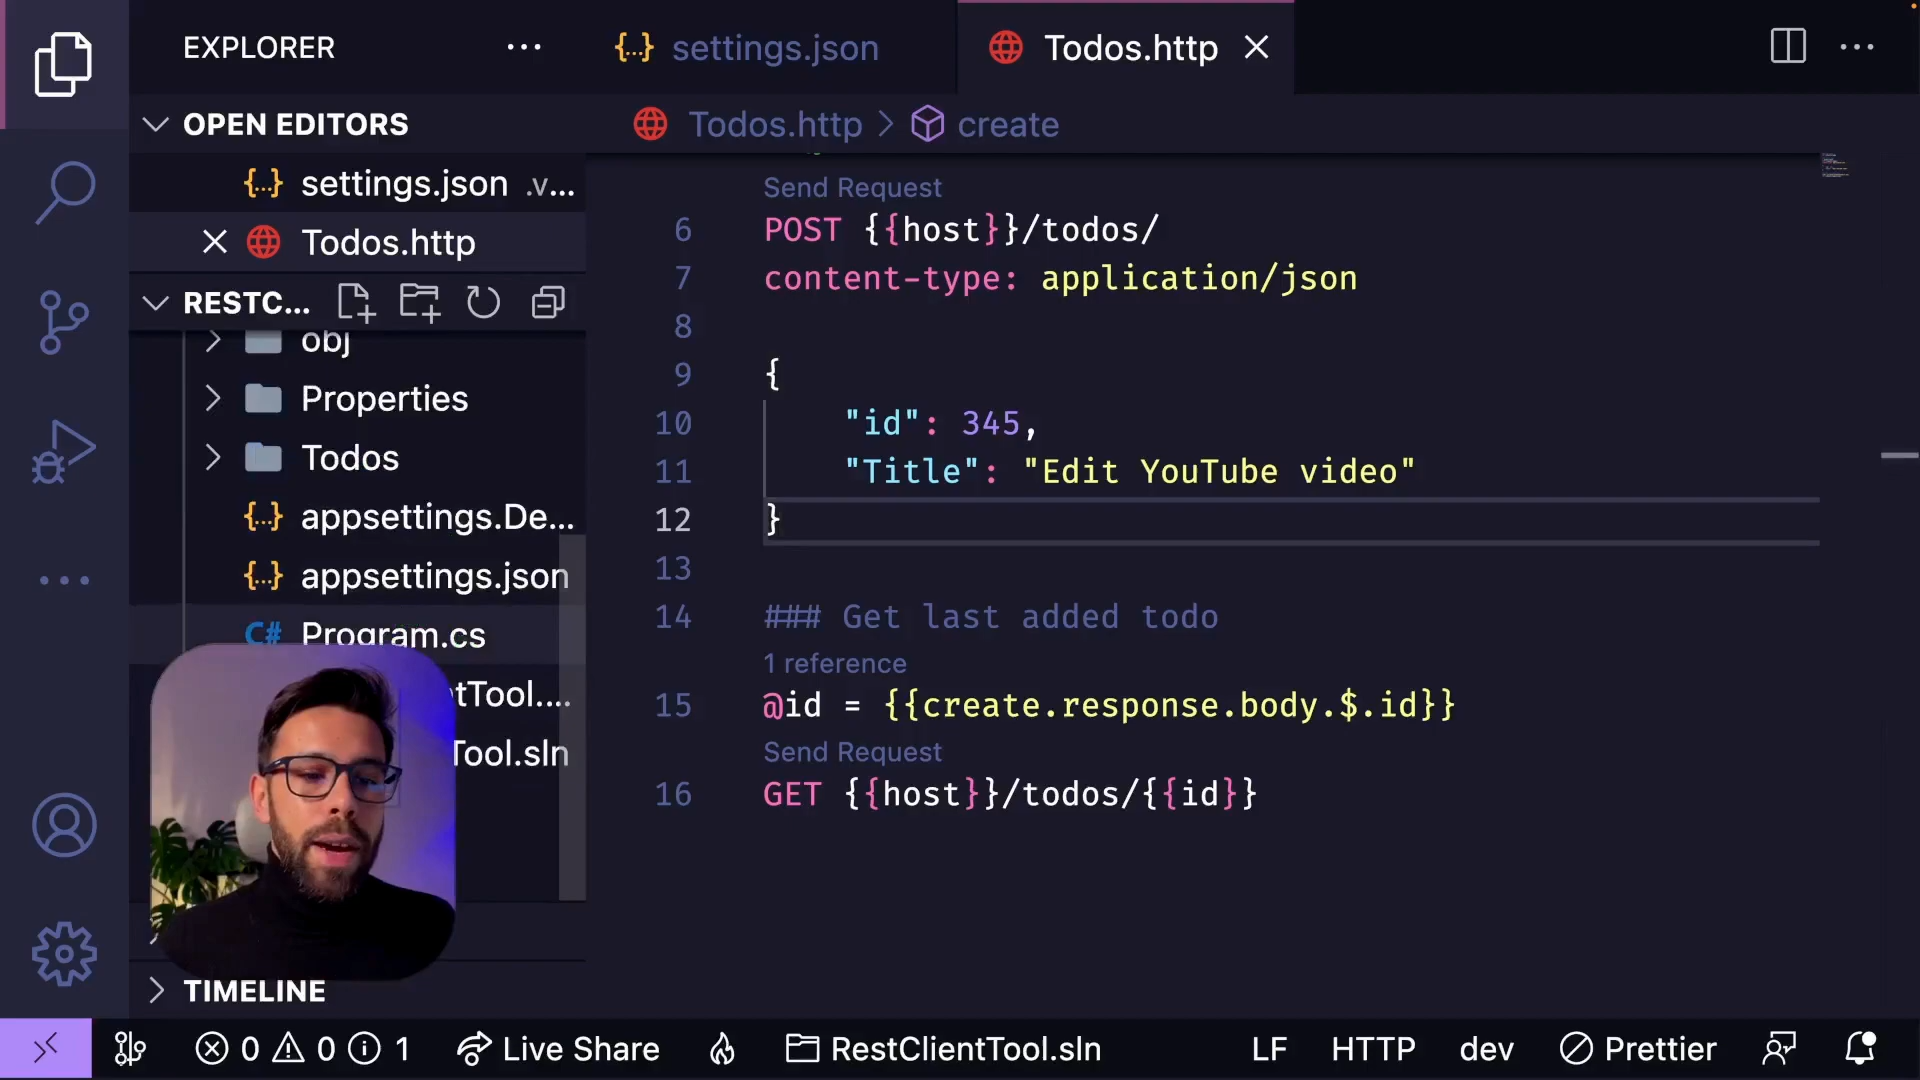 EXPLORER
settings.json
Todos.http
OPEN EDITORS
Todos.http > create
settings.json .v...
Todos.http
RESTC...
obj
Properties
Todos
appsettings.De...
appsettings.json
C# Program.cs
tTool....
Tool.sln
TIMELINE
Send Request
6 POST {{host}}/todos/
7 content-type: application/json
8
9 {
10 "id": 345,
11 "Title": "Edit YouTube video"
12 }
13
14 ### Get last added todo
1 reference
15 @id = {{create.response.body.$.id}}
Send Request
16 GET {{host}}/todos/{{id}}
0 0 1 Live Share RestClientTool.sln LF HTTP dev Prettier